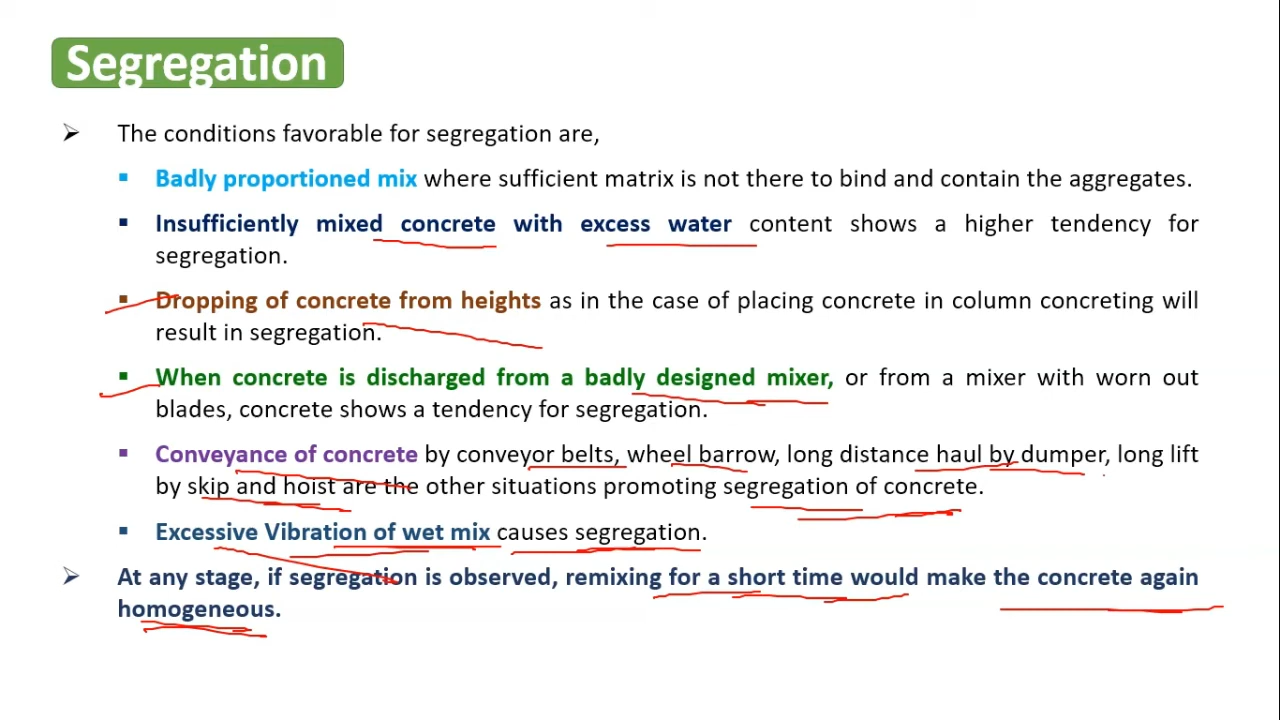 Segregation
The conditions favorable for segregation are,
Badly proportioned mix where sufficient matrix is not there to bind and contain the aggregates.
Insufficiently mixed concrete with excess water content shows a higher tendency for
segregation.
Dropping of concrete from heights as in the case of placing concrete in column concreting will
result in segregation.
When concrete is discharged from a badly designed mixer, or from a mixer with worn out
blades, concrete shows a tendency for segregation.
Conveyance of concrete by conveyor belts, wheel barrow, long distance haul by dumper, long lift
by skip and hoist are the other situations promoting segregation of concrete.
Excessive Vibration of wet mix causes segregation.
At any stage, if segregation is observed, remixing for a short time would make the concrete again
homogeneous.